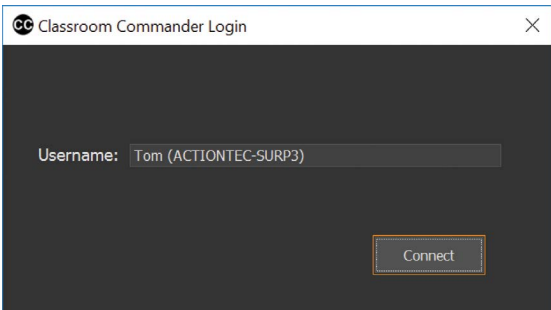 CC Classroom Commander Login
Username: Tom (ACTIONTEC-SURP3)
Connect